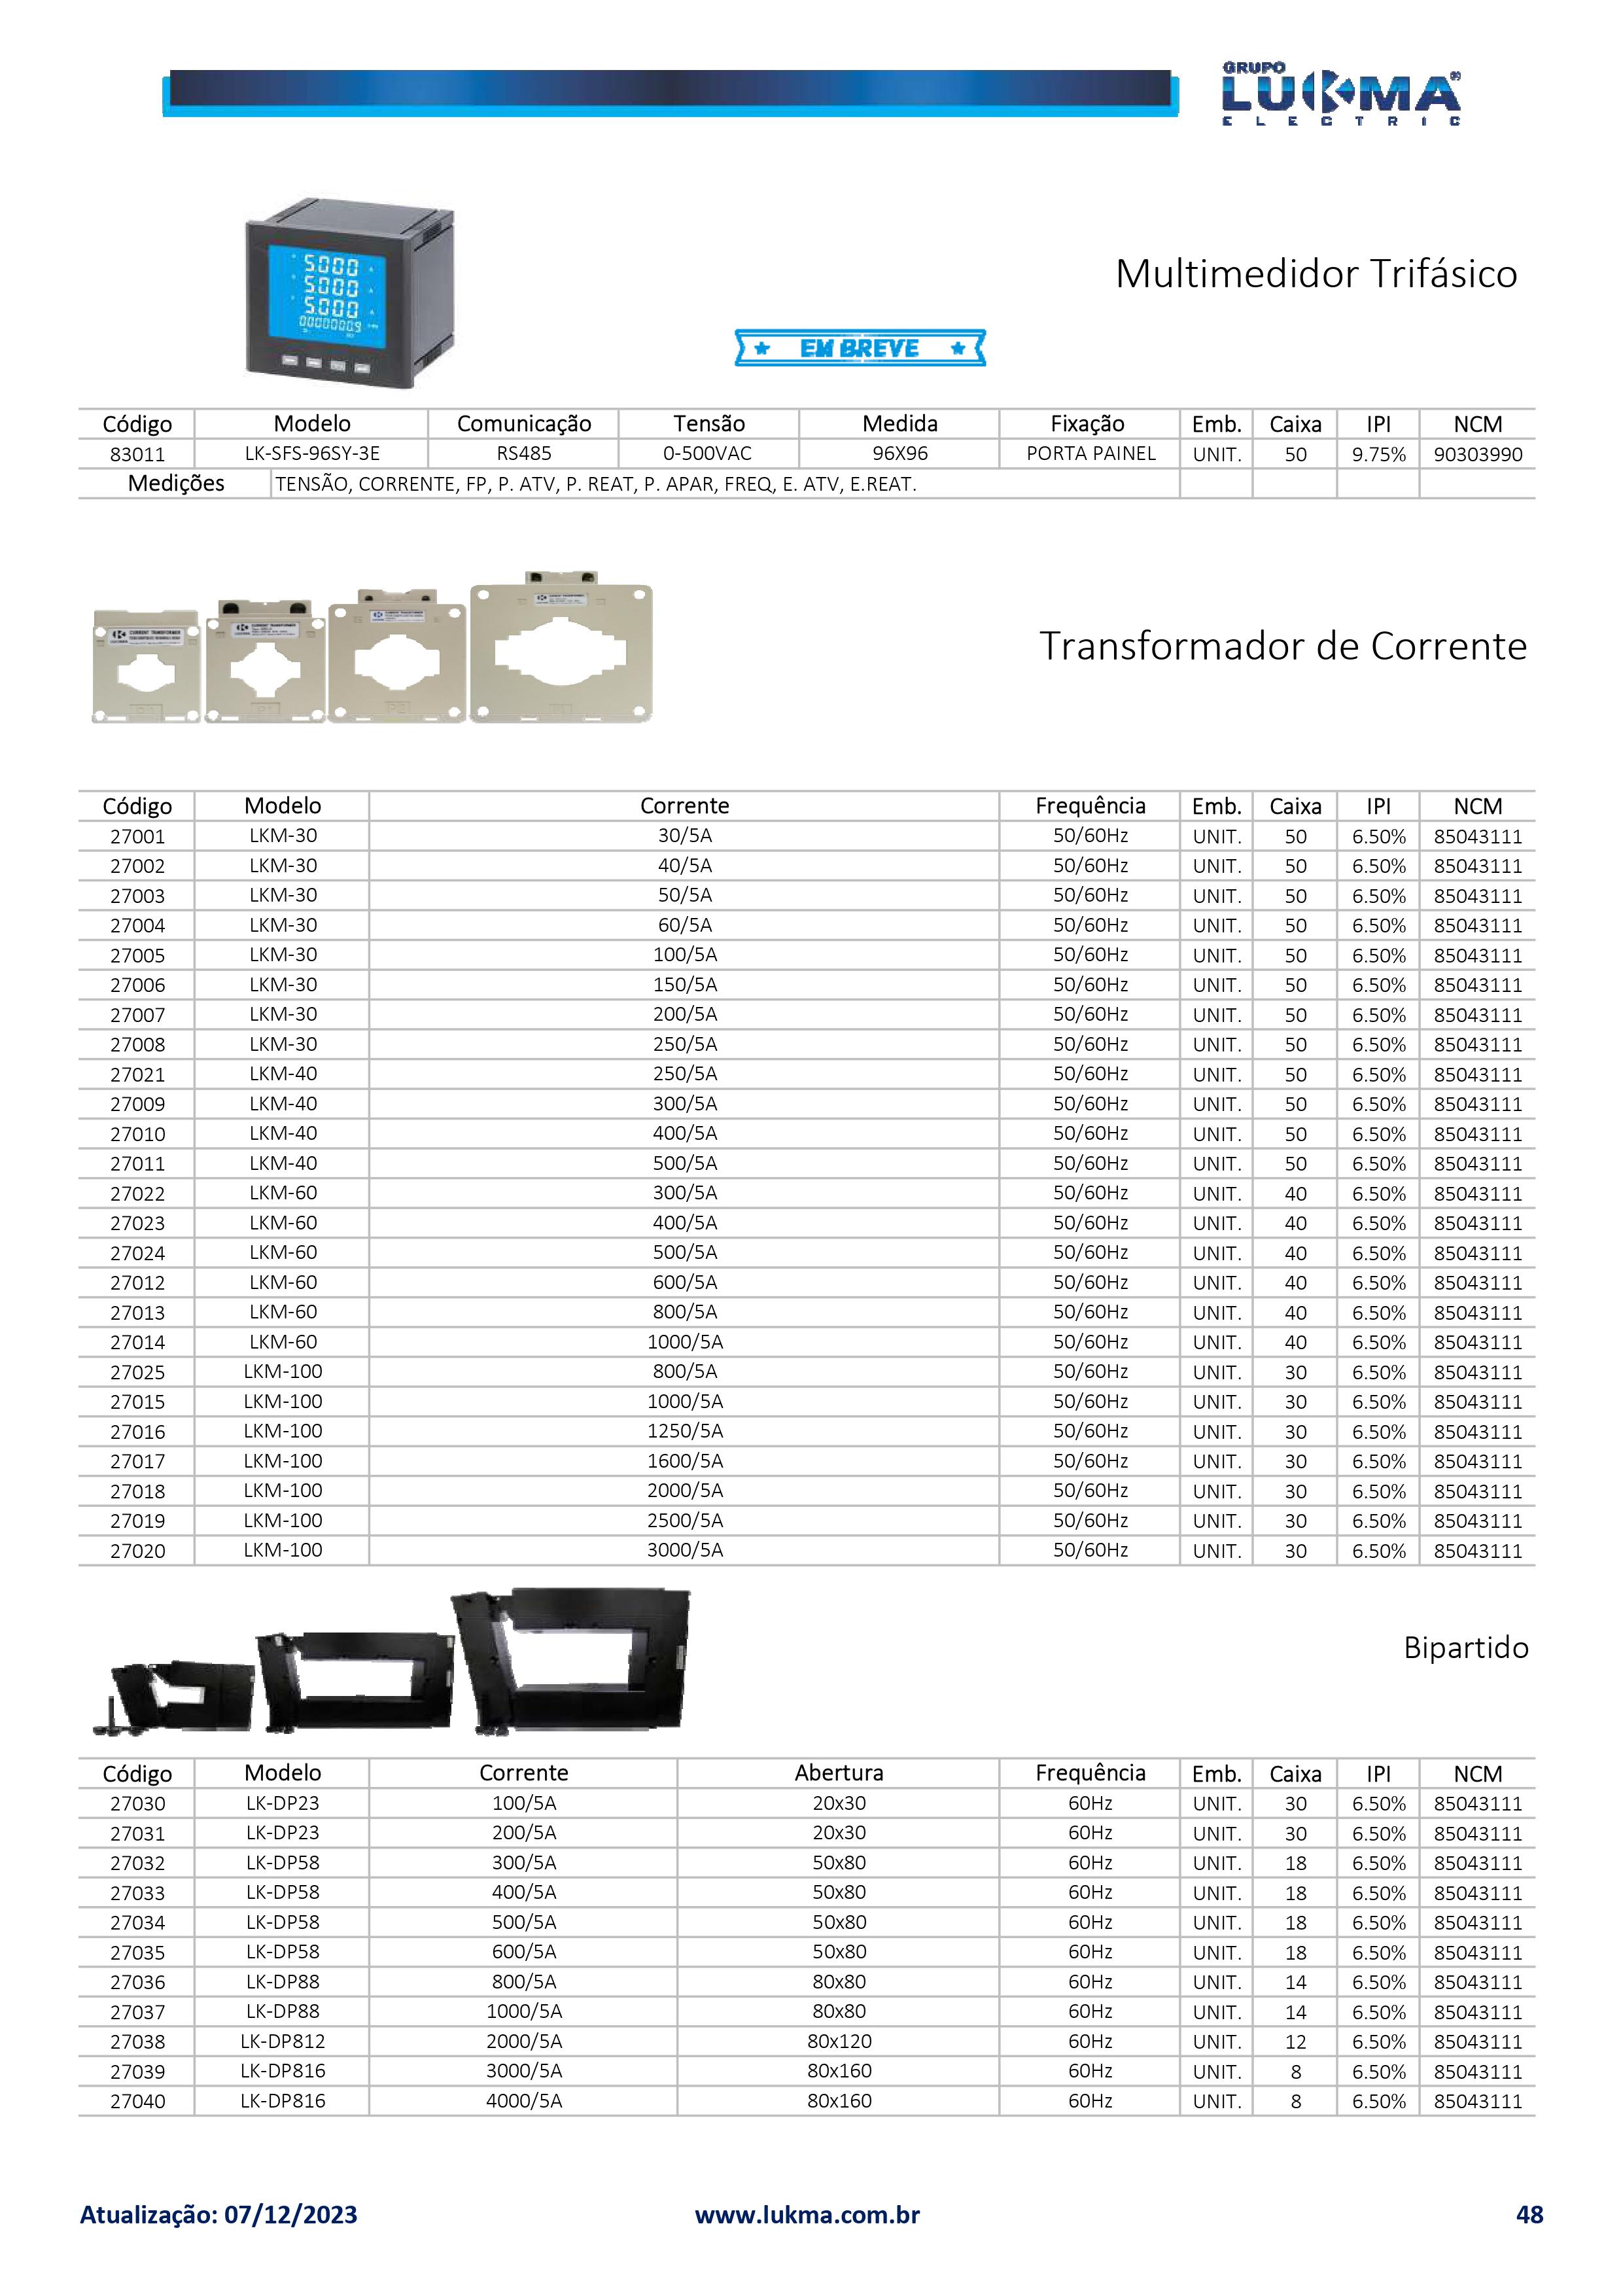 GRUPO
LUKMA®
ELECTRIC
5.000
5.000
5.000
Multimedidor Trifásico
EM BREVE
Código Modelo Comunicação Tensão Medida Fixação Emb. Caixa IPI NCM
83011 LK-SFS-96SY-3E RS485 0-500VAC 96X96 PORTA PAINEL UNIT. 50 9.75% 90303990
Medições TENSÃO, CORRENTE, FP, P. ATV, P. REAT, P. APAR, FREQ, E. ATV, E.REAT.
CURRENT TRANSFORMER
Transformador de Corrente
Código Modelo Corrente Frequência Emb. Caixa IPI NCM
27001 LKM-30 30/5A 50/60Hz UNIT. 50 6.50% 85043111
27002 LKM-30 40/5A 50/60Hz UNIT. 50 6.50% 85043111
27003 LKM-30 50/5A 50/60Hz UNIT. 50 6.50% 85043111
27004 LKM-30 60/5A 50/60Hz UNIT. 50 6.50% 85043111
27005 LKM-30 100/5A 50/60Hz UNIT. 50 6.50% 85043111
27006 LKM-30 150/5A 50/60Hz UNIT. 50 6.50% 85043111
27007 LKM-30 200/5A 50/60Hz UNIT. 50 6.50% 85043111
27008 LKM-30 250/5A 50/60Hz UNIT. 50 6.50% 85043111
27021 LKM-40 250/5A 50/60Hz UNIT. 50 6.50% 85043111
27009 LKM-40 300/5A 50/60Hz UNIT. 50 6.50% 85043111
27010 LKM-40 400/5A 50/60Hz UNIT. 50 6.50% 85043111
27011 LKM-40 500/5A 50/60Hz UNIT. 50 6.50% 85043111
27022 LKM-60 300/5A 50/60Hz UNIT. 40 6.50% 85043111
27023 LKM-60 400/5A 50/60Hz UNIT. 40 6.50% 85043111
27024 LKM-60 500/5A 50/60Hz UNIT. 40 6.50% 85043111
27012 LKM-60 600/5A 50/60Hz UNIT. 40 6.50% 85043111
27013 LKM-60 800/5A 50/60Hz UNIT. 40 6.50% 85043111
27014 LKM-60 1000/5A 50/60Hz UNIT. 40 6.50% 85043111
27025 LKM-100 800/5A 50/60Hz UNIT. 30 6.50% 85043111
27015 LKM-100 1000/5A 50/60Hz UNIT. 30 6.50% 85043111
27016 LKM-100 1250/5A 50/60Hz UNIT. 30 6.50% 85043111
27017 LKM-100 1600/5A 50/60Hz UNIT. 30 6.50% 85043111
27018 LKM-100 2000/5A 50/60Hz UNIT. 30 6.50% 85043111
27019 LKM-100 2500/5A 50/60Hz UNIT. 30 6.50% 85043111
27020 LKM-100 3000/5A 50/60Hz UNIT. 30 6.50% 85043111
Bipartido
Código Modelo Corrente Abertura Frequência Emb. Caixa IPI NCM
27030 LK-DP23 100/5A 20x30 60Hz UNIT. 30 6.50% 85043111
27031 LK-DP23 200/5A 20x30 60Hz UNIT. 30 6.50% 85043111
27032 LK-DP58 300/5A 50x80 60Hz UNIT. 18 6.50% 85043111
27033 LK-DP58 400/5A 50x80 60Hz UNIT. 18 6.50% 85043111
27034 LK-DP58 500/5A 50x80 60Hz UNIT. 18 6.50% 85043111
27035 LK-DP58 600/5A 50x80 60Hz UNIT. 18 6.50% 85043111
27036 LK-DP88 800/5A 80x80 60Hz UNIT. 14 6.50% 85043111
27037 LK-DP88 1000/5A 80x80 60Hz UNIT. 14 6.50% 85043111
27038 LK-DP812 2000/5A 80x120 60Hz UNIT. 12 6.50% 85043111
27039 LK-DP816 3000/5A 80x160 60Hz UNIT. 8 6.50% 85043111
27040 LK-DP816 4000/5A 80x160 60Hz UNIT. 8 6.50% 85043111
Atualização: 07/12/2023 www.lukma.com.br 48